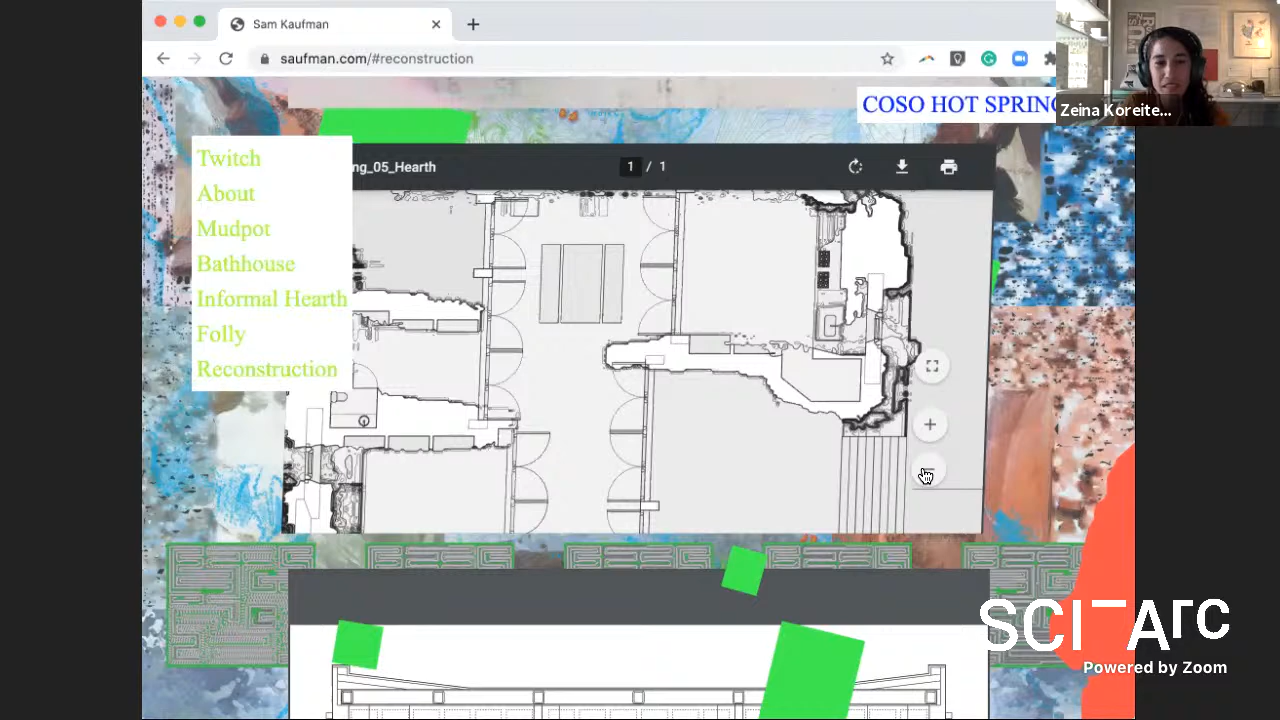 Sam Kaufman
saufman.com/#reconstruction
COSO HOT SPRING
Zeina Koreite...
Twitch
About
Mudpot
Bathhouse
Informal Hearth
Folly
Reconstruction
ng_05_Hearth
1 / 1
SCI-Arc
Powered by Zoom